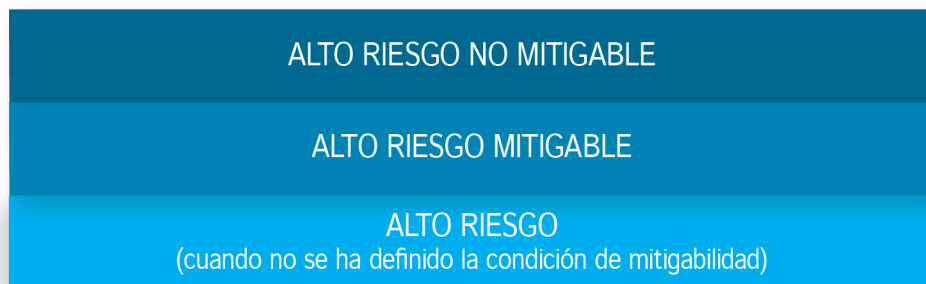 ALTO RIESGO NO MITIGABLE
ALTO RIESGO MITIGABLE
ALTO RIESGO
(cuando no se ha definido la condición de mitigabilidad)